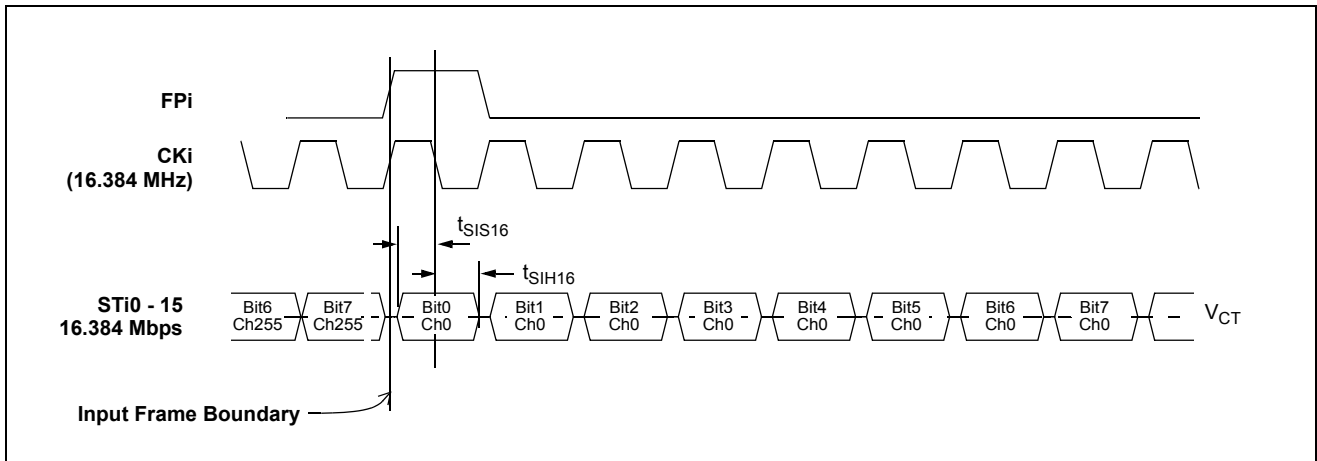 FPi
CKi
(16.384 MHz)
tSIS16
tSIH16
STi0 - 15
16.384 Mbps
Bit6
Ch255
Bit7
Ch255
Bit0
Ch0
Bit1
Ch0
Bit2
Ch0
Bit3
Ch0
Bit4
Ch0
Bit5
Ch0
Bit6
Ch0
Bit7
Ch0
VCT
Input Frame Boundary